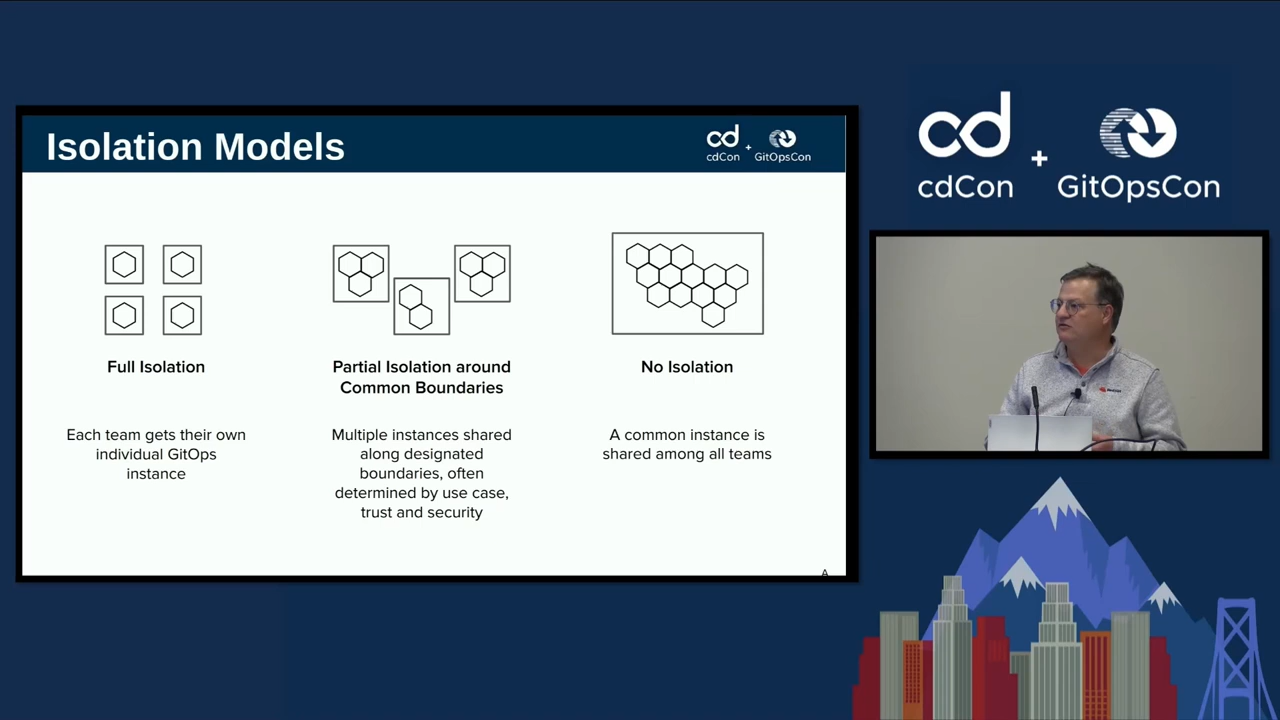 Isolation Models
cd
cdCon
+
GitOpsCon
Full Isolation
Each team gets their own
individual GitOps
instance
Partial Isolation around
Common Boundaries
Multiple instances shared
along designated
boundaries, often
determined by use case,
trust and security
No Isolation
A common instance is
shared among all teams
A
cd
cdCon
+
GitOpsCon